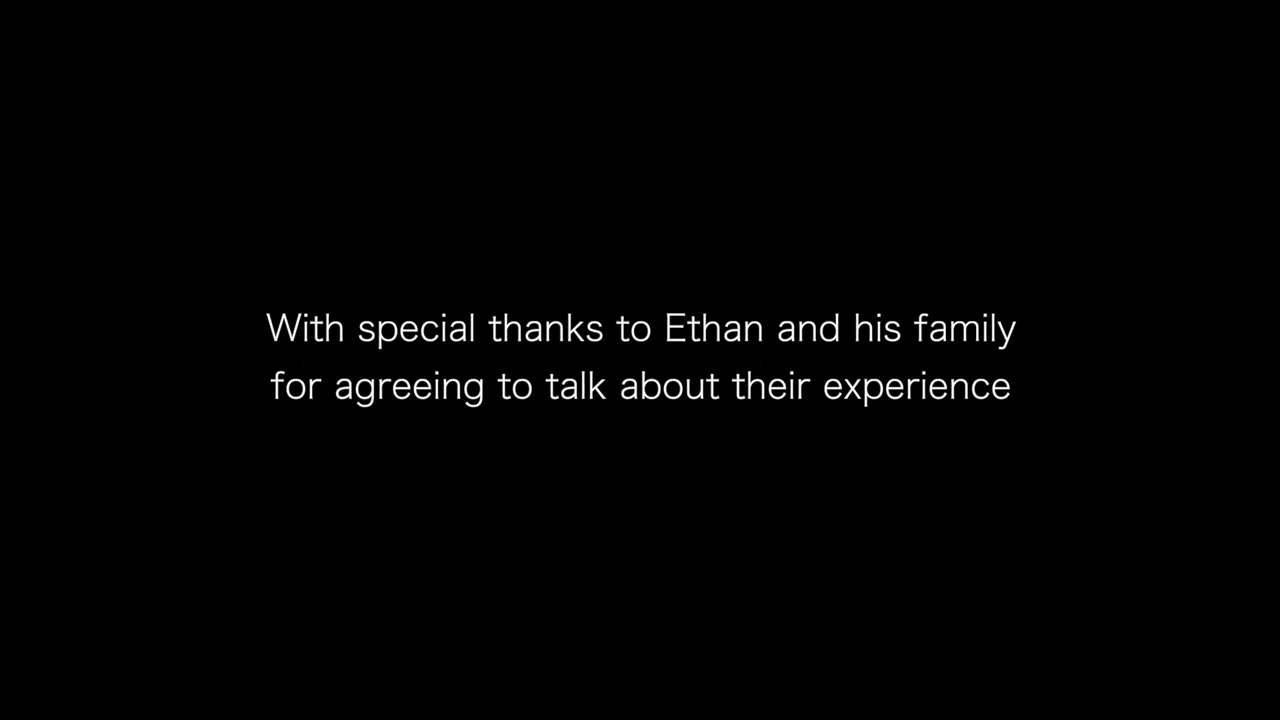 With special thanks to Ethan and his family
for agreeing to talk about their experience